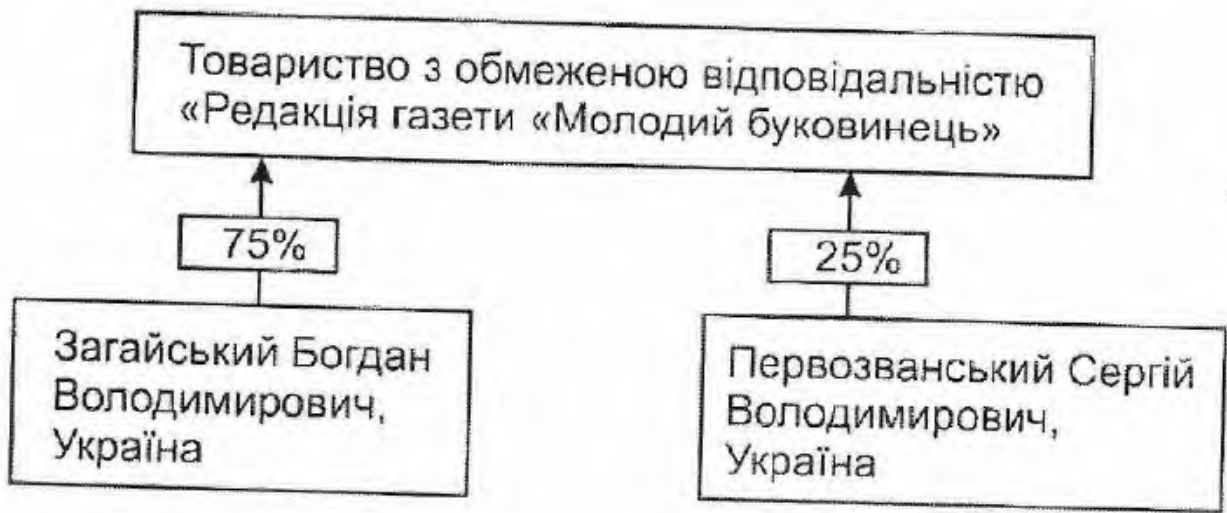 Товариство з обмеженою відповідальністю
«Редакція газети «Молодий буковинець»
75%
25%
Загайський Богдан
Володимирович,
Україна
Первозванський Сергій
Володимирович,
Україна